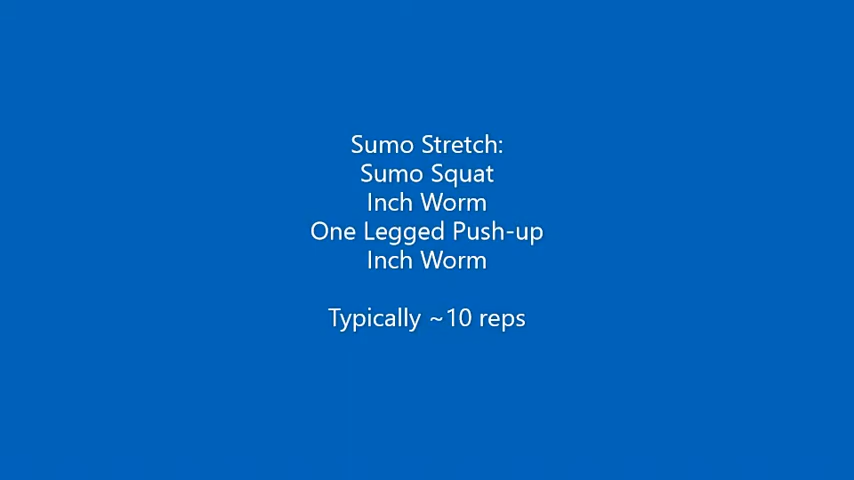 Sumo Stretch:
Sumo Squat
Inch Worm
One Legged Push-up
Inch Worm
Typically ~10 reps